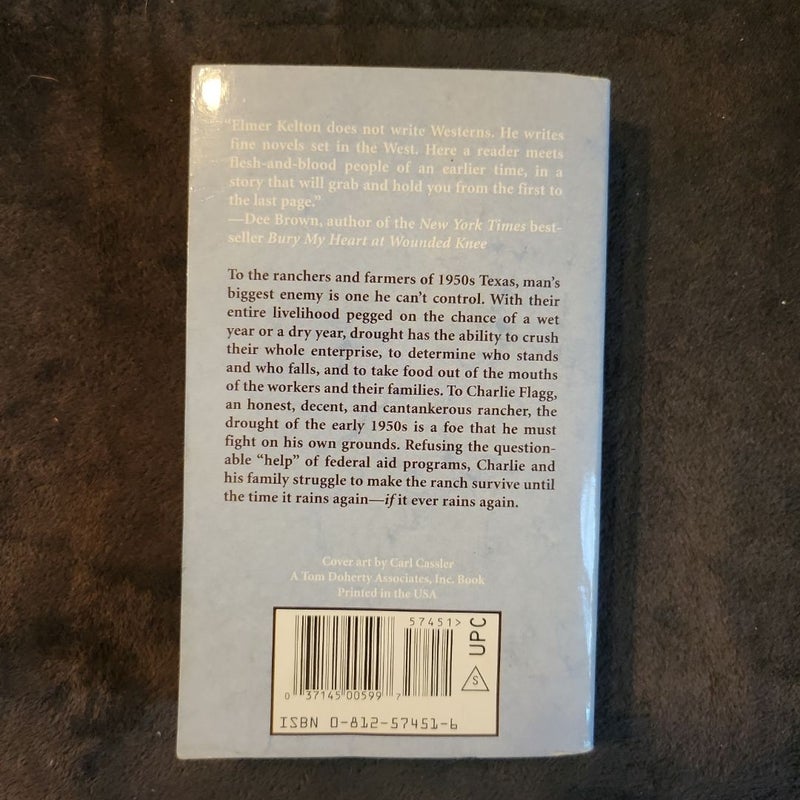 “Elmer Kelton does not write Westerns. He writes
fine novels set in the West. Here a reader meets
flesh-and-blood people of an earlier time, in a
story that will grab and hold you from the first to
the last page.”
—Dee Brown, author of the New York Times best-
seller Bury My Heart at Wounded Knee
To the ranchers and farmers of 1950s Texas, man’s
biggest enemy is one he can’t control. With their
entire livelihood pegged on the chance of a wet
year or a dry year, drought has the ability to crush
their whole enterprise, to determine who stands
and who falls, and to take food out of the mouths
of the workers and their families. To Charlie Flagg,
an honest, decent, and cantankerous rancher, the
drought of the early 1950s is a foe that he must
fight on his own grounds. Refusing the question-
able “help” of federal aid programs, Charlie and
his family struggle to make the ranch survive until
the time it rains again—if it ever rains again.
Cover art by Carl Cassler
A Tom Doherty Associates, Inc. Book
Printed in the USA
57451>
UPC
S
0 37145 00599 7
ISBN 0-812-57451-6